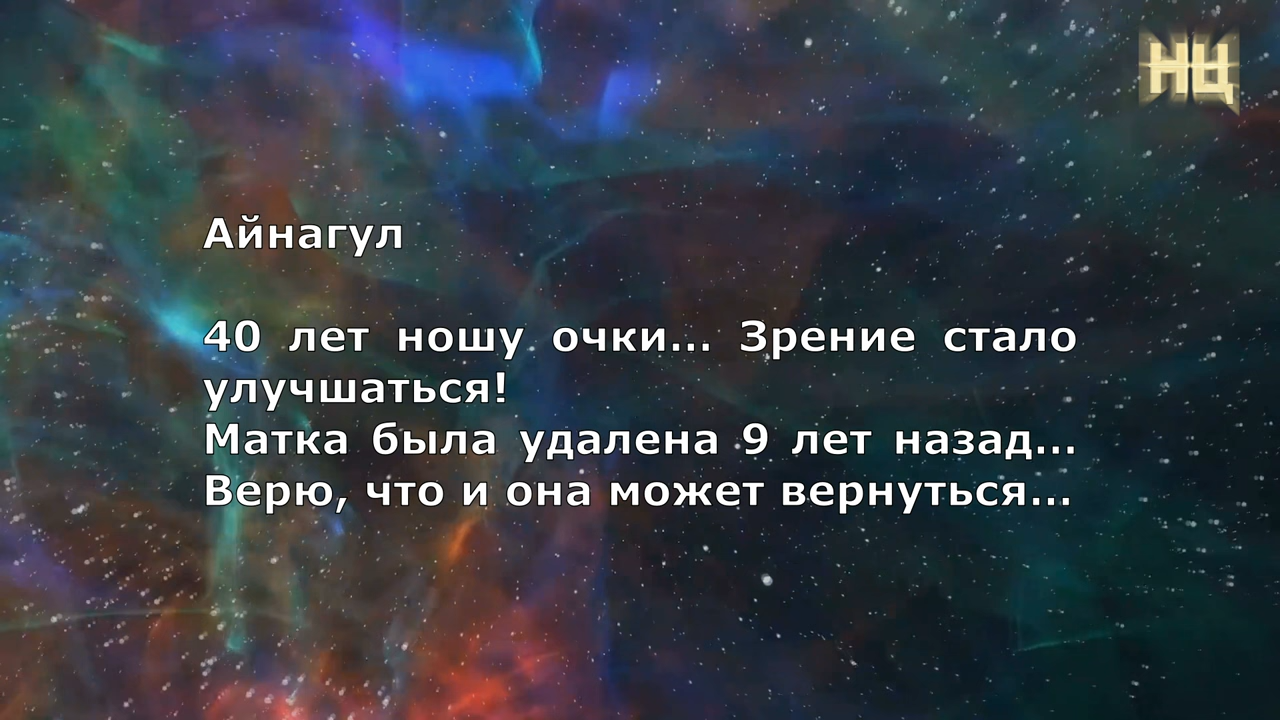 НЦ
Айнагул
40 лет ношу очки... Зрение стало
улучшаться!
Матка была удалена 9 лет назад...
Верю, что и она может вернуться...